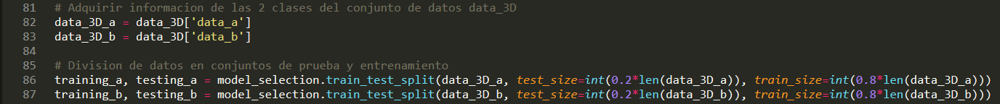 81 # Adquirir informacion de las 2 clases del conjunto de datos data_3D
82 data_3D_a = data_3D['data_a']
83 data_3D_b = data_3D['data_b']
84
85 # Division de datos en conjuntos de prueba y entrenamiento
86 training_a, testing_a = model_selection.train_test_split(data_3D_a, test_size=int(0.2*len(data_3D_a)), train_size=int(0.8*len(data_3D_a)))
87 training_b, testing_b = model_selection.train_test_split(data_3D_b, test_size=int(0.2*len(data_3D_b)), train_size=int(0.8*len(data_3D_b)))